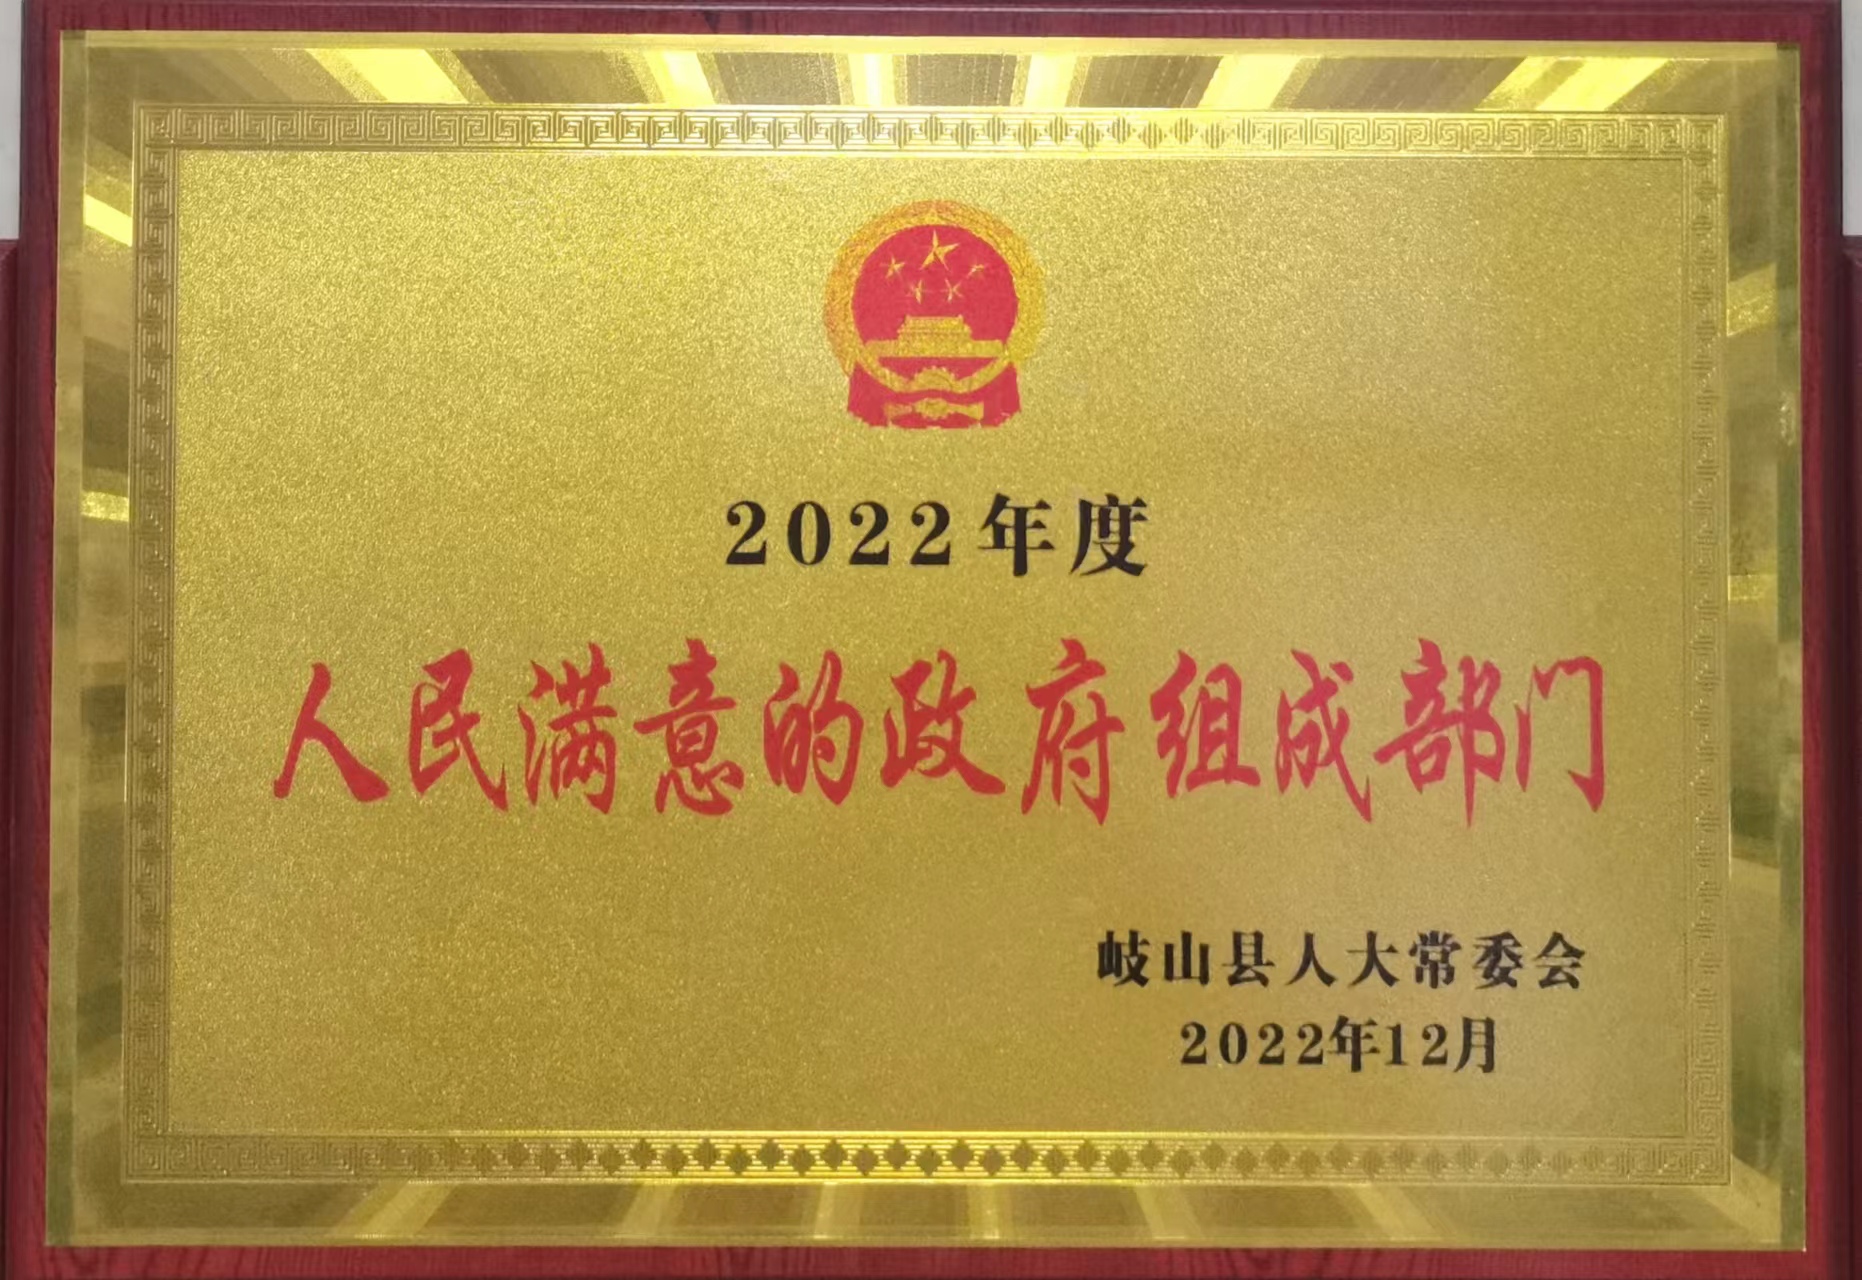 2022年度
人民满意的政府组成部门
岐山县人大常委会
2022年12月